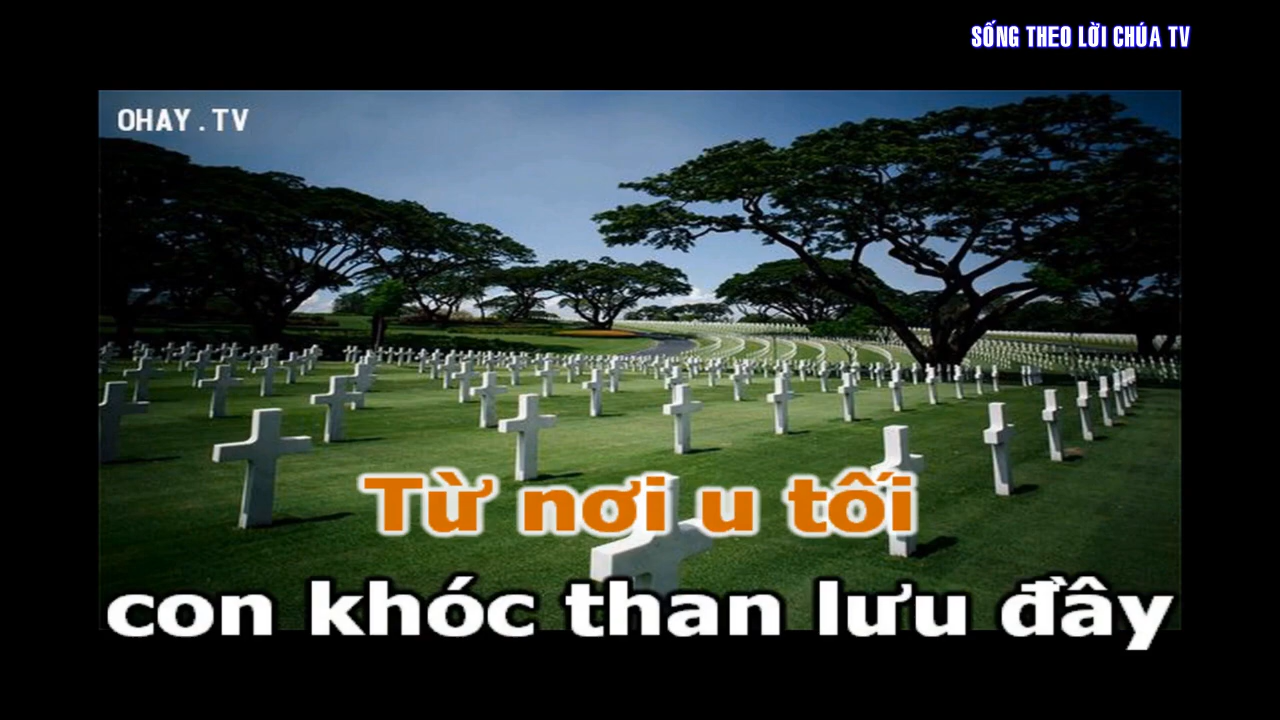 SỐNG THEO LỜI CHÚA TV
OHAY.TV
Từ nơi u tối
con khóc than lưu đầy